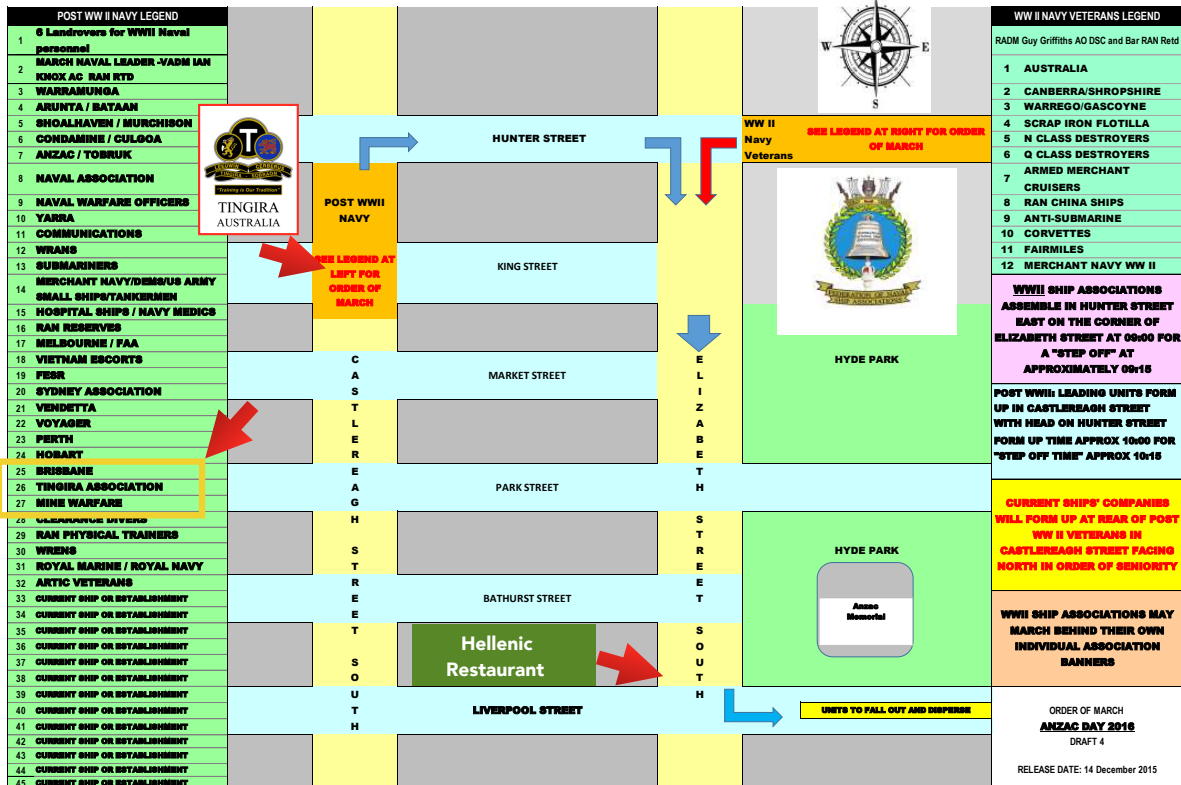 POST WW II NAVY LEGEND
1 6 Landrovers for WWII Naval
personnel
2 MARCH NAVAL LEADER -VADM IAN
KNOX AC RAN RTD
3 WARRAMUNGA
4 ARUNTA / BATAAN
5 SHOALHAVEN / MURCHISON
6 CONDAMINE / CULGOA
7 ANZAC / TOBRUK
8 NAVAL ASSOCIATION
9 NAVAL WARFARE OFFICERS
10 YARRA
11 COMMUNICATIONS
12 WRANS
13 SUBMARINERS
14 MERCHANT NAVY/DEMS/US ARMY
SMALL SHIPS/TANKERMEN
15 HOSPITAL SHIPS / NAVY MEDICS
16 RAN RESERVES
17 MELBOURNE / FAA
18 VIETNAM ESCORTS
19 FESR
20 SYDNEY ASSOCIATION
21 VENDETTA
22 VOYAGER
23 PERTH
24 HOBART
25 BRISBANE
26 TINGIRA ASSOCIATION
27 MINE WARFARE
28 CLEARANCE DIVERS
29 RAN PHYSICAL TRAINERS
30 WRENS
31 ROYAL MARINE / ROYAL NAVY
32 ARTIC VETERANS
33 CURRENT SHIP OR ESTABLISHMENT
34 CURRENT SHIP OR ESTABLISHMENT
35 CURRENT SHIP OR ESTABLISHMENT
36 CURRENT SHIP OR ESTABLISHMENT
37 CURRENT SHIP OR ESTABLISHMENT
38 CURRENT SHIP OR ESTABLISHMENT
39 CURRENT SHIP OR ESTABLISHMENT
40 CURRENT SHIP OR ESTABLISHMENT
41 CURRENT SHIP OR ESTABLISHMENT
42 CURRENT SHIP OR ESTABLISHMENT
43 CURRENT SHIP OR ESTABLISHMENT
44 CURRENT SHIP OR ESTABLISHMENT
45 CURRENT SHIP OR ESTABLISHMENT
T
"Training is Our Tradition"
TINGIRA
AUSTRALIA
POST WWII
NAVY
SEE LEGEND AT
LEFT FOR
ORDER OF
MARCH
CASTLEREAGH STREET SOUTH
HUNTER STREET
KING STREET
MARKET STREET
PARK STREET
BATHURST STREET
Hellenic
Restaurant
LIVERPOOL STREET
ELIZABETH STREET SOUTH
W E
S
WW II
Navy
Veterans
SEE LEGEND AT RIGHT FOR ORDER
OF MARCH
FEDERATION OF NAVAL
SHIP ASSOCIATIONS
HYDE PARK
HYDE PARK
Anzac
Memorial
UNITS TO FALL OUT AND DISPERSE
WW II NAVY VETERANS LEGEND
RADM Guy Griffiths AO DSC and Bar RAN Retd
1 AUSTRALIA
2 CANBERRA/SHROPSHIRE
3 WARREGO/GASCOYNE
4 SCRAP IRON FLOTILLA
5 N CLASS DESTROYERS
6 Q CLASS DESTROYERS
7 ARMED MERCHANT
CRUISERS
8 RAN CHINA SHIPS
9 ANTI-SUBMARINE
10 CORVETTES
11 FAIRMILES
12 MERCHANT NAVY WW II
WWII SHIP ASSOCIATIONS
ASSEMBLE IN HUNTER STREET
EAST ON THE CORNER OF
ELIZABETH STREET AT 09:00 FOR
A "STEP OFF" AT
APPROXIMATELY 09:15
POST WWII: LEADING UNITS FORM
UP IN CASTLEREAGH STREET
WITH HEAD ON HUNTER STREET
FORM UP TIME APPROX 10:00 FOR
"STEP OFF TIME" APPROX 10:15
CURRENT SHIPS' COMPANIES
WILL FORM UP AT REAR OF POST
WW II VETERANS IN
CASTLEREAGH STREET FACING
NORTH IN ORDER OF SENIORITY
WWII SHIP ASSOCIATIONS MAY
MARCH BEHIND THEIR OWN
INDIVIDUAL ASSOCIATION
BANNERS
ORDER OF MARCH
ANZAC DAY 2016
DRAFT 4
RELEASE DATE: 14 December 2015